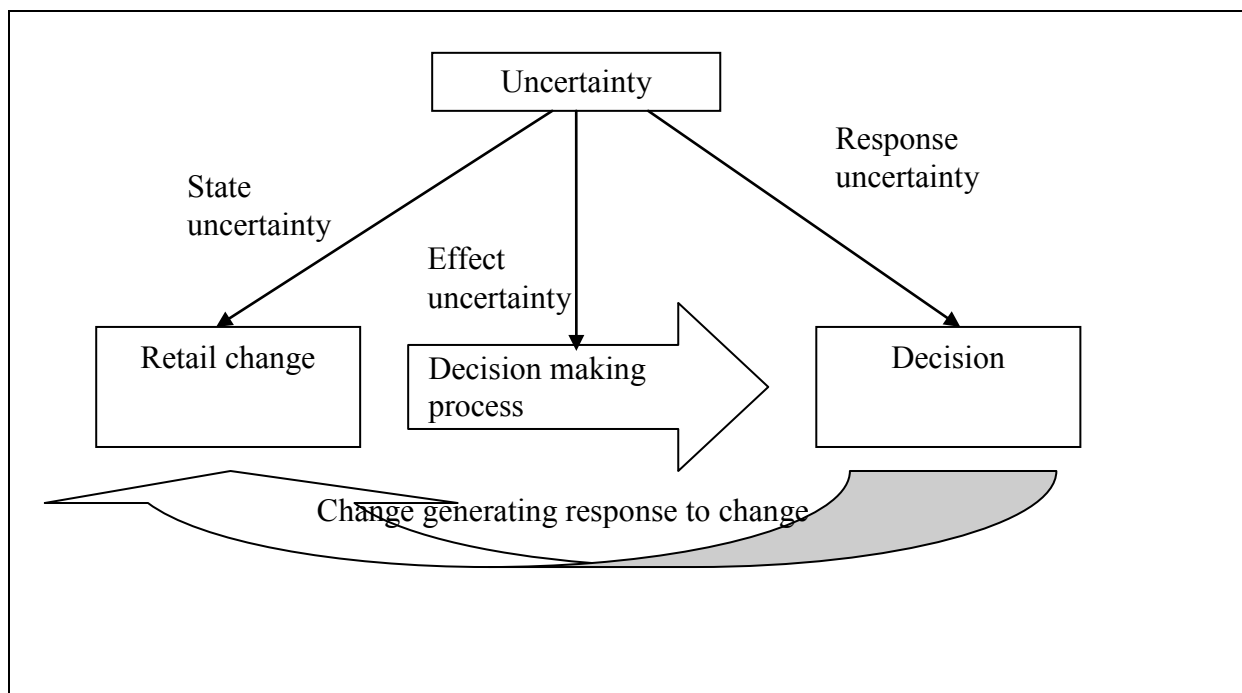 Uncertainty
Response
uncertainty
State
uncertainty
Effect
uncertainty
Retail change
Decision making
process
Decision
Change generating response to change